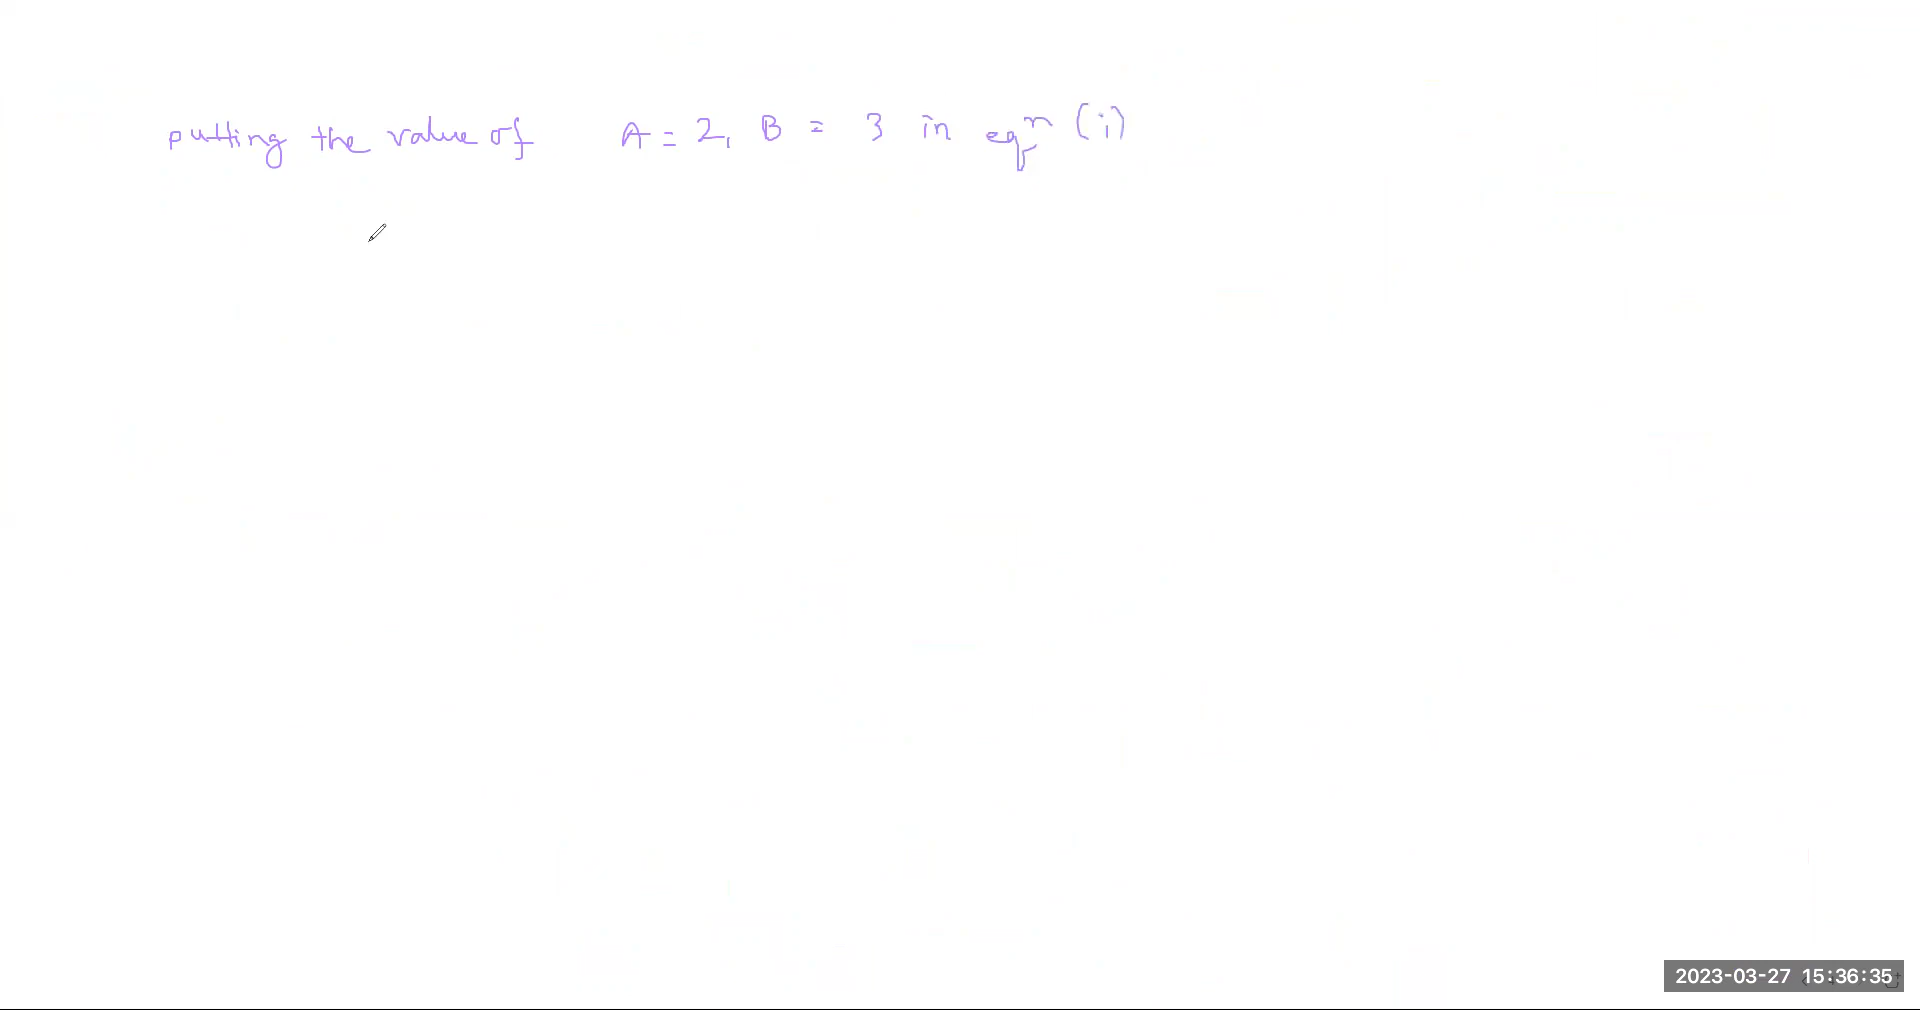 putting the value of A = 2, B = 3 in eqⁿ (i)
2023-03-27 15:36:35